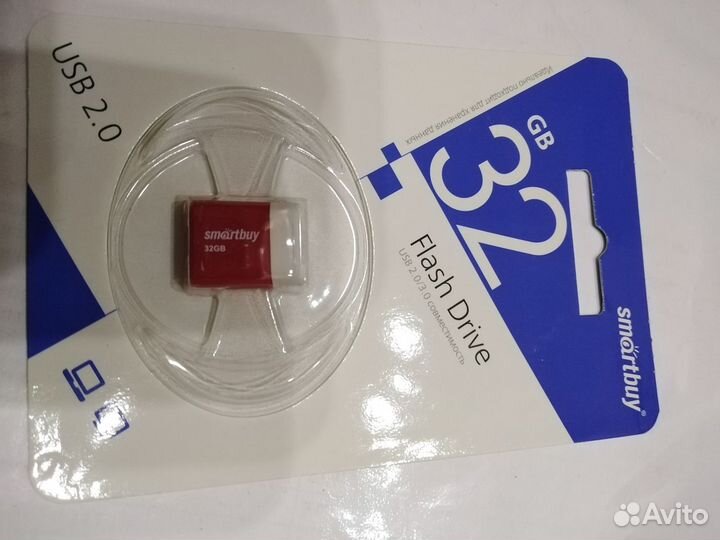 smartbuy®
Идеально подходит для хранения данных
32
GB
Flash Drive
USB 2.0/3.0 совместимость
smartbuy
32GB
USB 2.0
Avito